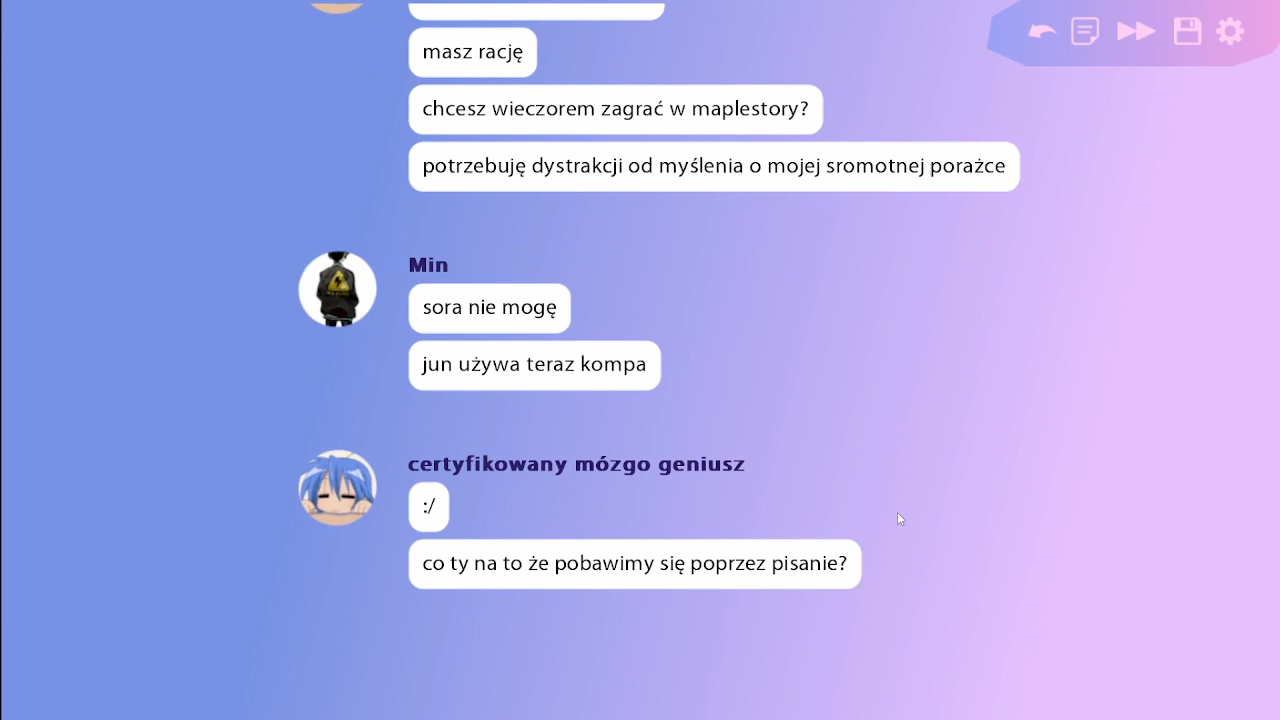 masz rację
chcesz wieczorem zagrać w maplestory?
potrzebuję dystrakcji od myślenia o mojej sromotnej porażce
Min
sora nie mogę
jun używa teraz kompa
certyfikowany mózgo geniusz
:/
co ty na to że pobawimy się poprzez pisanie?